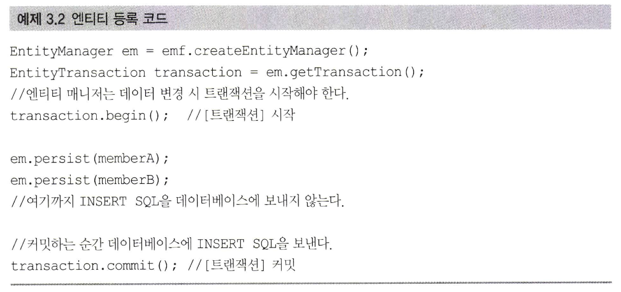 예제 3.2 엔티티 등록 코드
EntityManager em = emf.createEntityManager();
EntityTransaction transaction = em.getTransaction();
//엔티티 매니저는 데이터 변경 시 트랜잭션을 시작해야 한다.
transaction.begin(); //[트랜잭션] 시작
em.persist(memberA);
em.persist(memberB);
//여기까지 INSERT SQL을 데이터베이스에 보내지 않는다.
//커밋하는 순간 데이터베이스에 INSERT SQL을 보낸다.
transaction.commit(); //[트랜잭션] 커밋